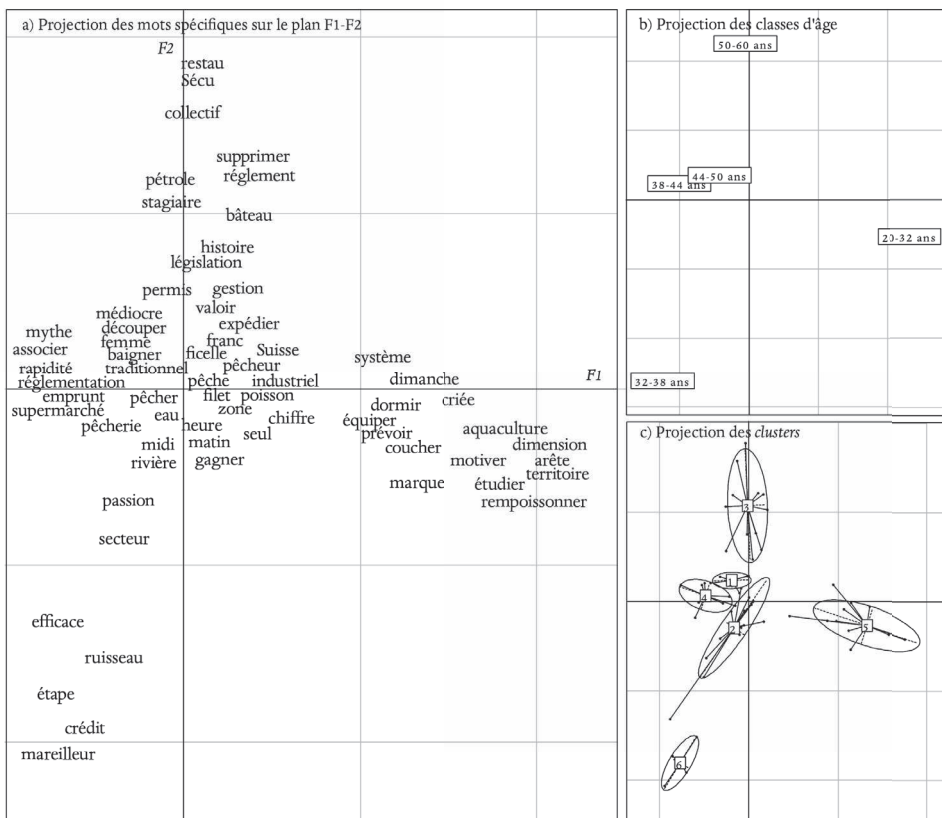 a) Projection des mots spécifiques sur le plan F1-F2
F2
restau
Sécu
collectif
supprimer
réglement
pétrole
stagiaire
bâteau
histoire
législation
permis
gestion
valoir
médiocre
expédier
découper
mythe
femme
franc
associer
baigner
ficelle
Suisse
système
rapidité
traditionnel
pêcheur
F1
réglementation
pêche
industriel
dimanche
emprunt
pêcher
filet
poisson
dormir
criée
supermarché
eau
zone
chiffre
équiper
pêcherie
heure
seul
prévoir
aquaculture
midi
matin
coucher
dimension
rivière
gagner
motiver
arête
territoire
marque
étudier
passion
rempoissonner
secteur
efficace
ruisseau
étape
crédit
mareilleur
b) Projection des classes d'âge
50-60 ans
44-50 ans
38-44 ans
20-32 ans
32-38 ans
c) Projection des clusters
3
1
4
2
5
6